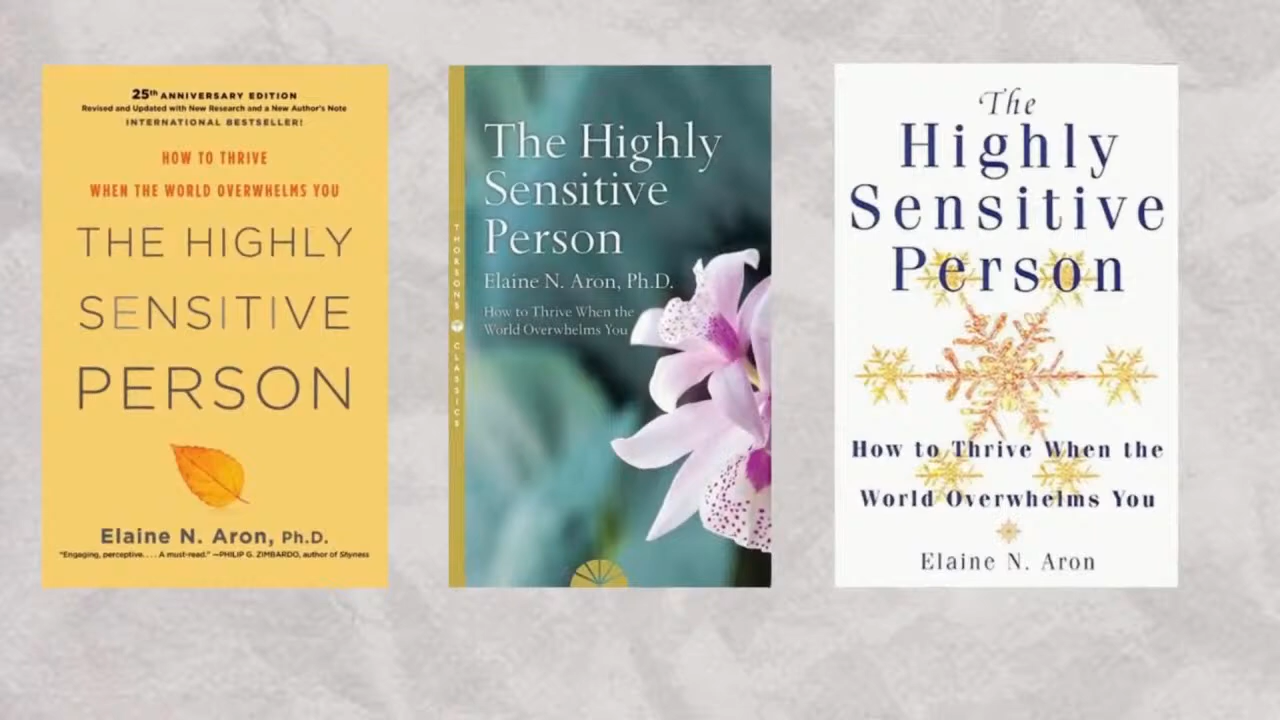 25th ANNIVERSARY EDITION
Revised and Updated with New Research and a New Author's Note
INTERNATIONAL BESTSELLER!
HOW TO THRIVE
WHEN THE WORLD OVERWHELMS YOU
THE HIGHLY
SENSITIVE
PERSON
Elaine N. Aron, Ph.D.
"Engaging, perceptive. . . . A must-read." —PHILIP G. ZIMBARDO, author of Shyness
THORSONS CLASSICS
The Highly
Sensitive
Person
Elaine N. Aron, Ph.D.
How to Thrive When the
World Overwhelms You
The
Highly
Sensitive
Person
How to Thrive When the
World Overwhelms You
Elaine N. Aron